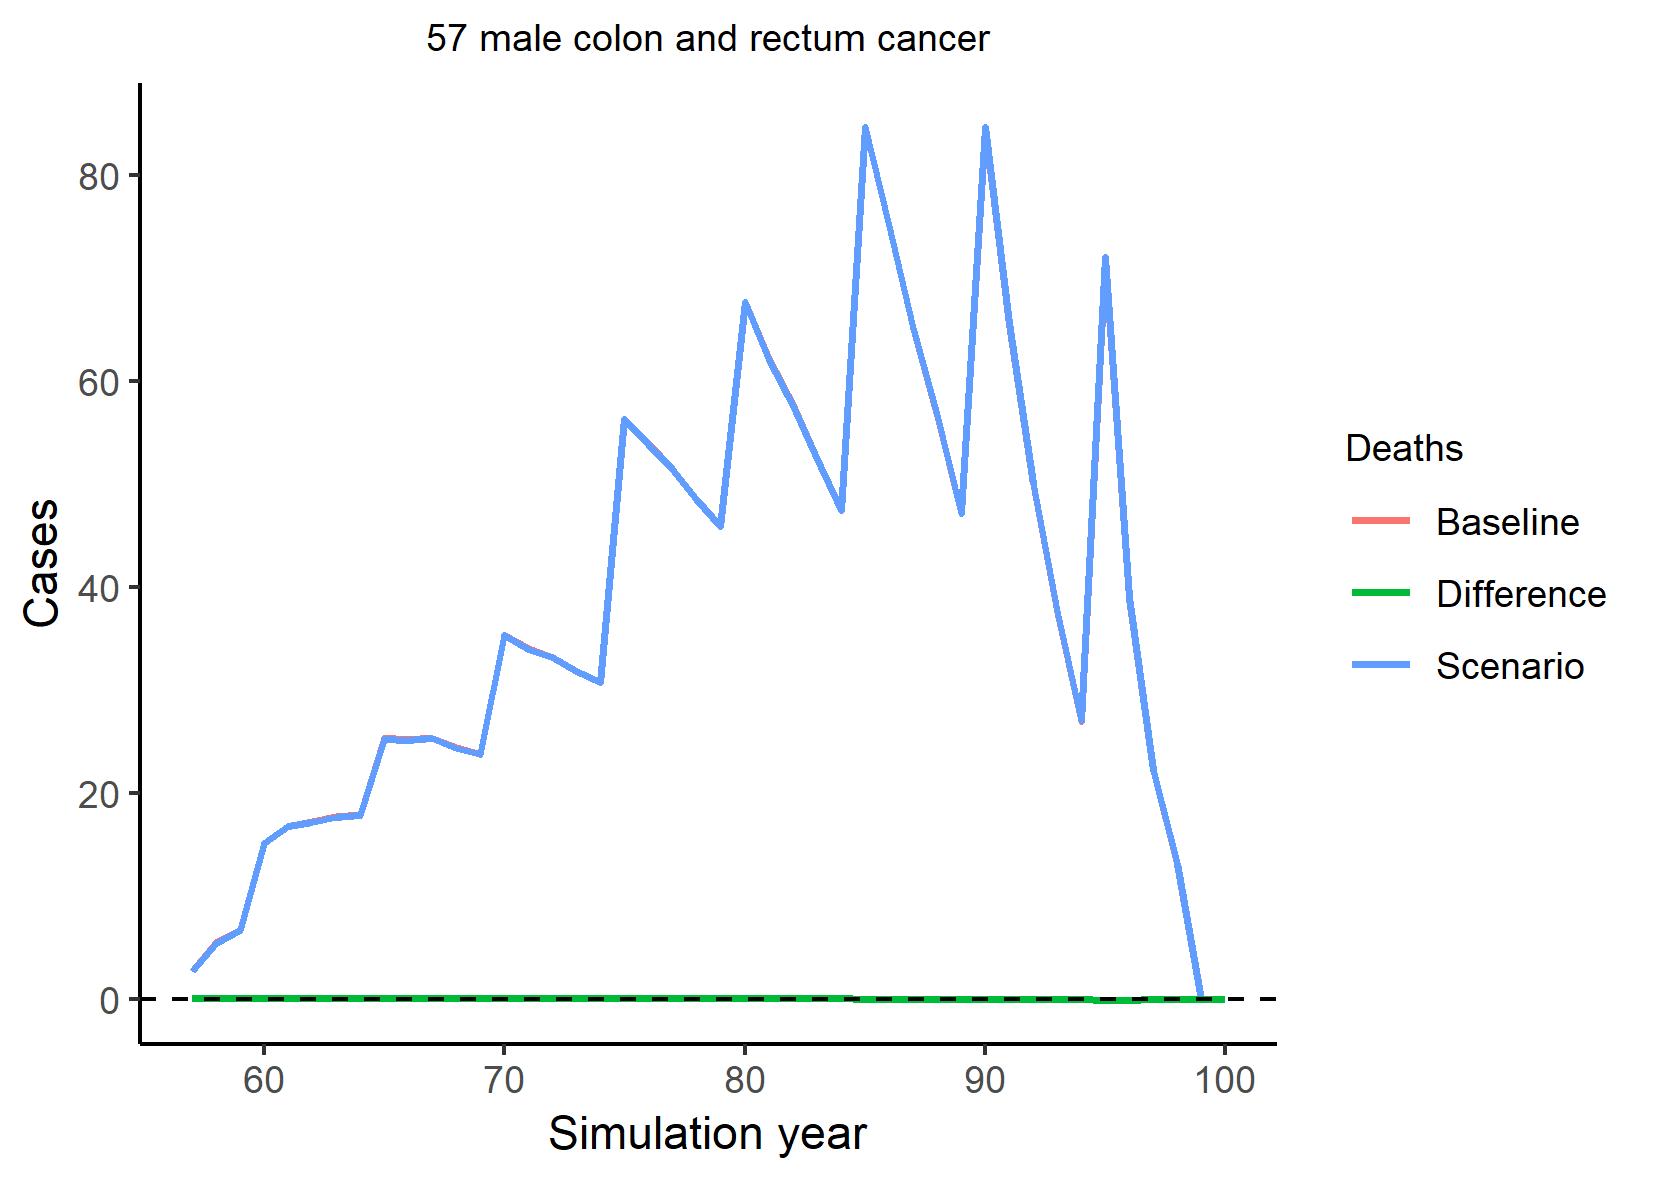 57 male colon and rectum cancer
Cases
80
60
40
20
0
60 70 80 90 100
Simulation year
Deaths
Baseline
Difference
Scenario